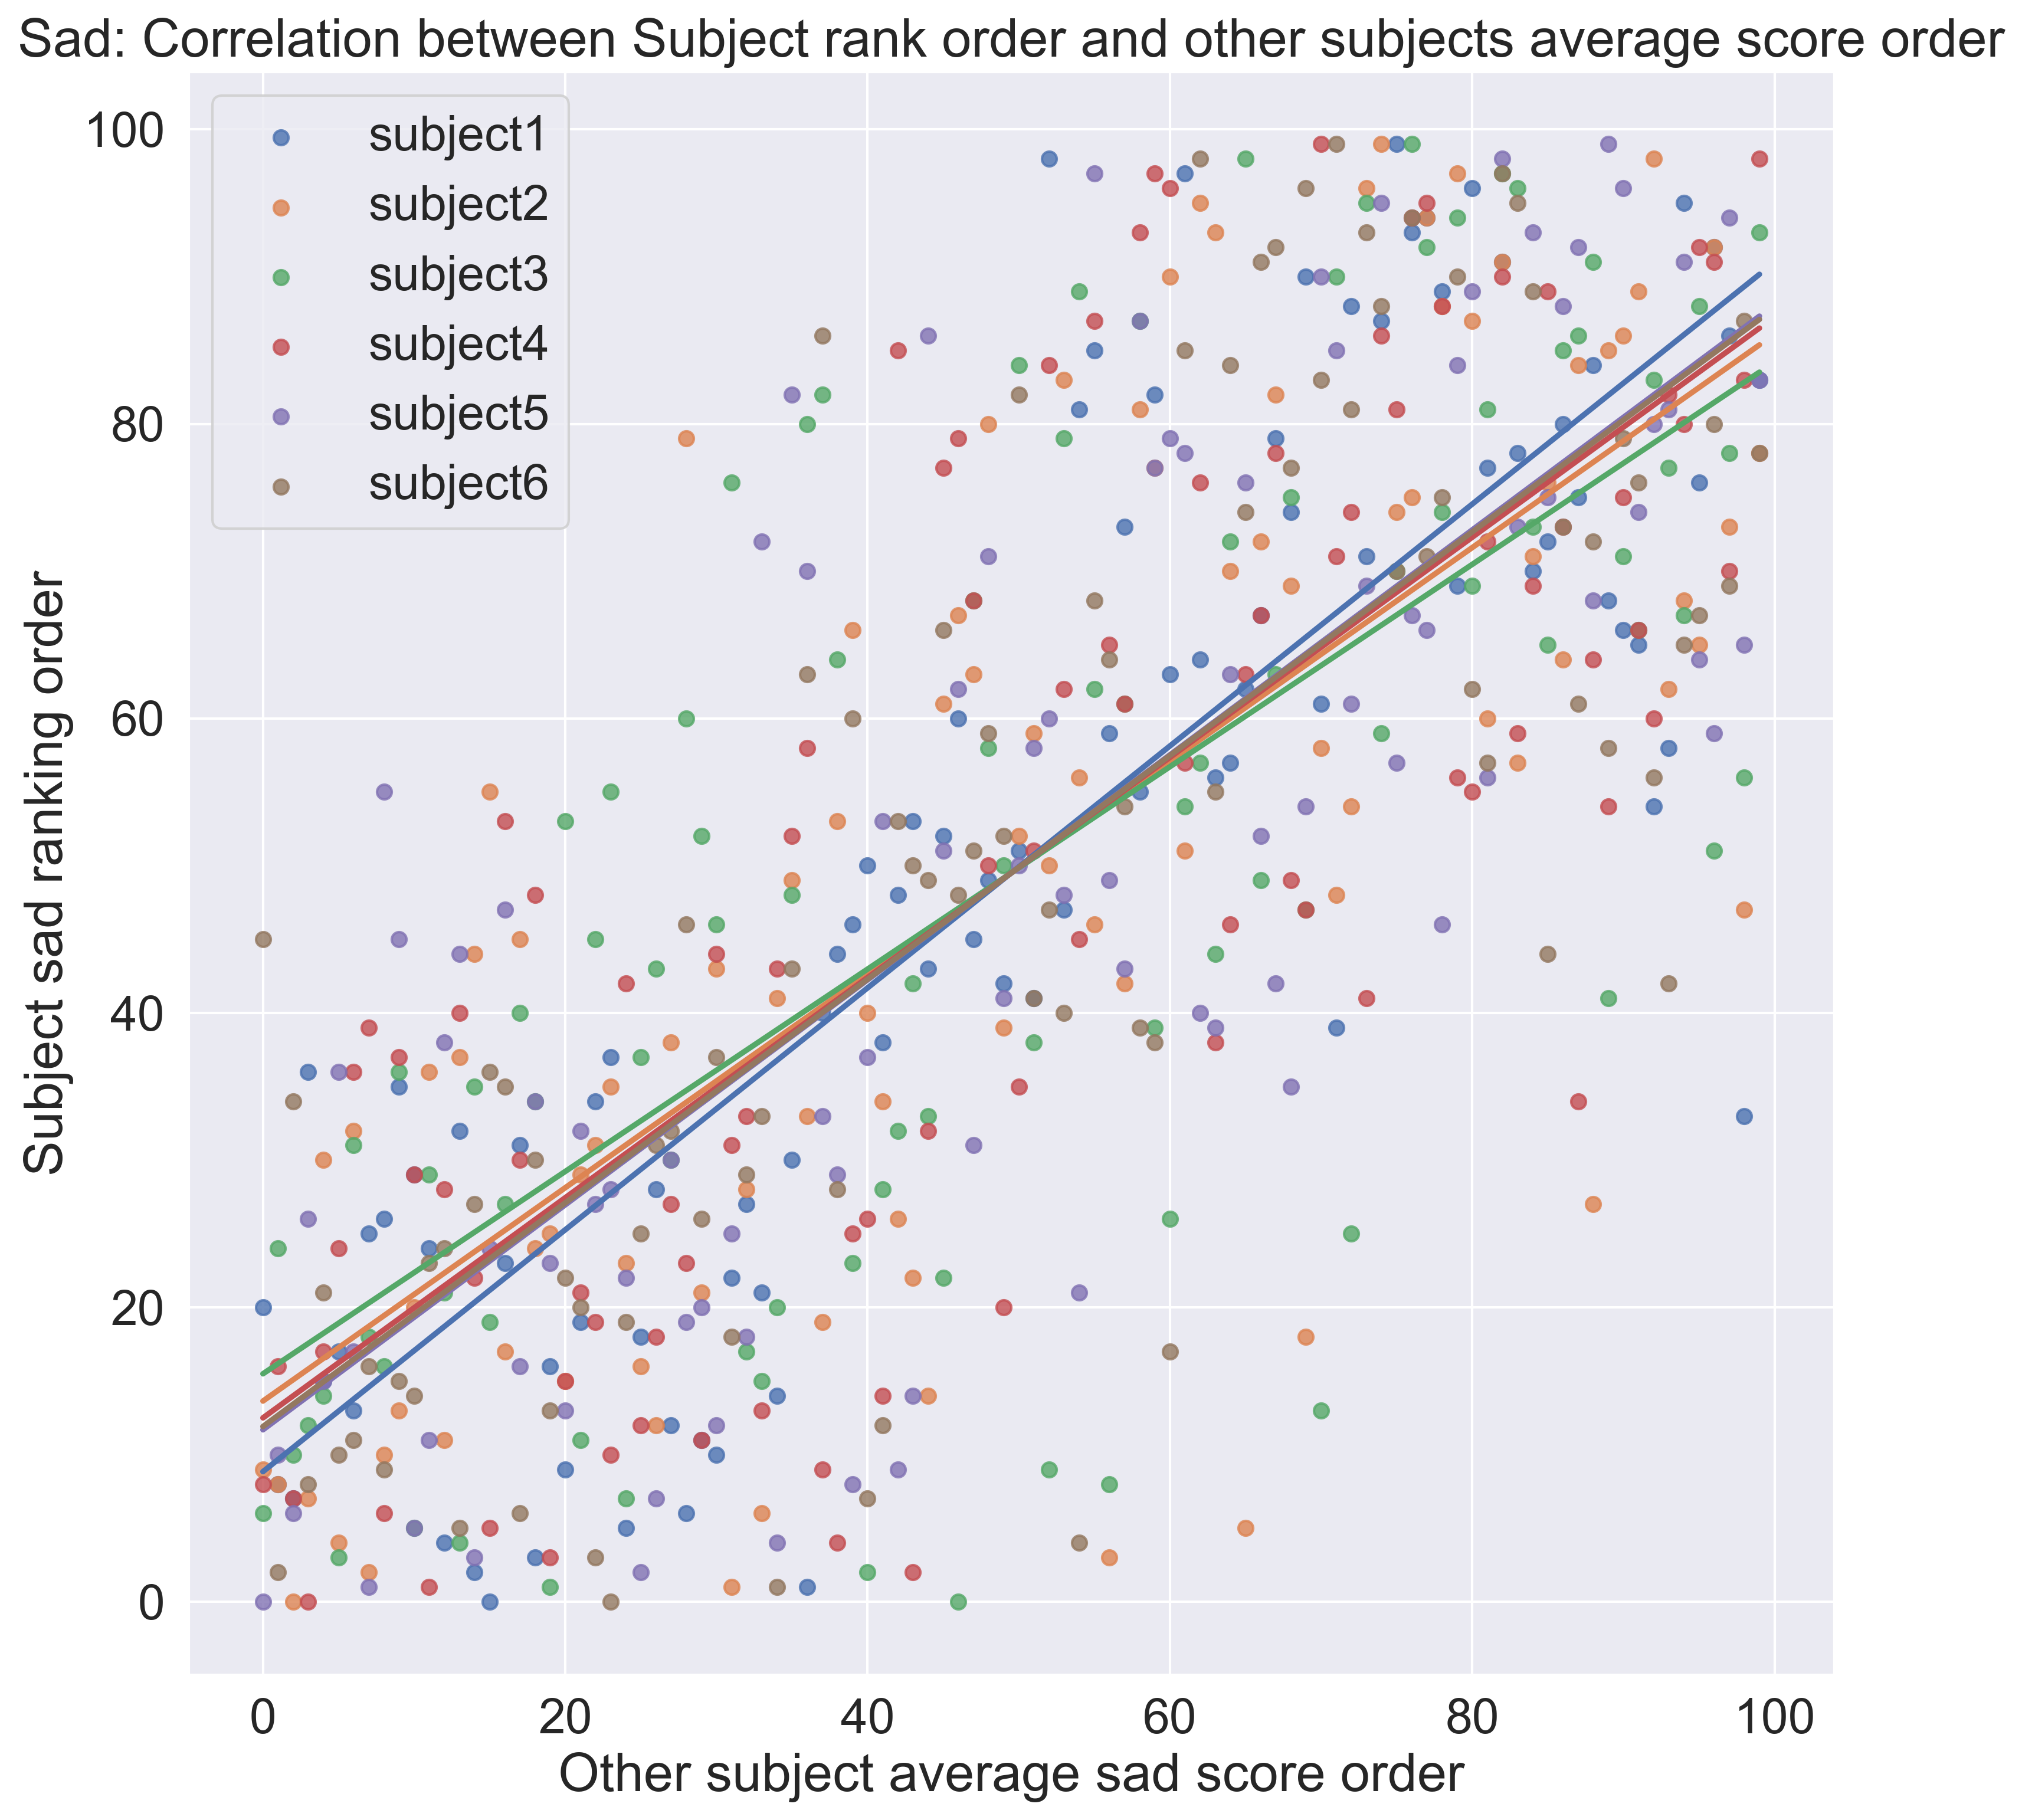 Sad: Correlation between Subject rank order and other subjects average score order
subject1
subject2
subject3
subject4
subject5
subject6
100
80
60
40
20
0
Subject sad ranking order
0 20 40 60 80 100
Other subject average sad score order